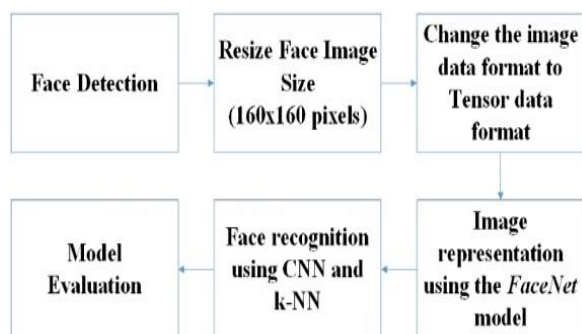 Face Detection
Resize Face Image
Size
(160x160 pixels)
Change the image
data format to
Tensor data
format
Image
representation
using the FaceNet
model
Face recognition
using CNN and
k-NN
Model
Evaluation